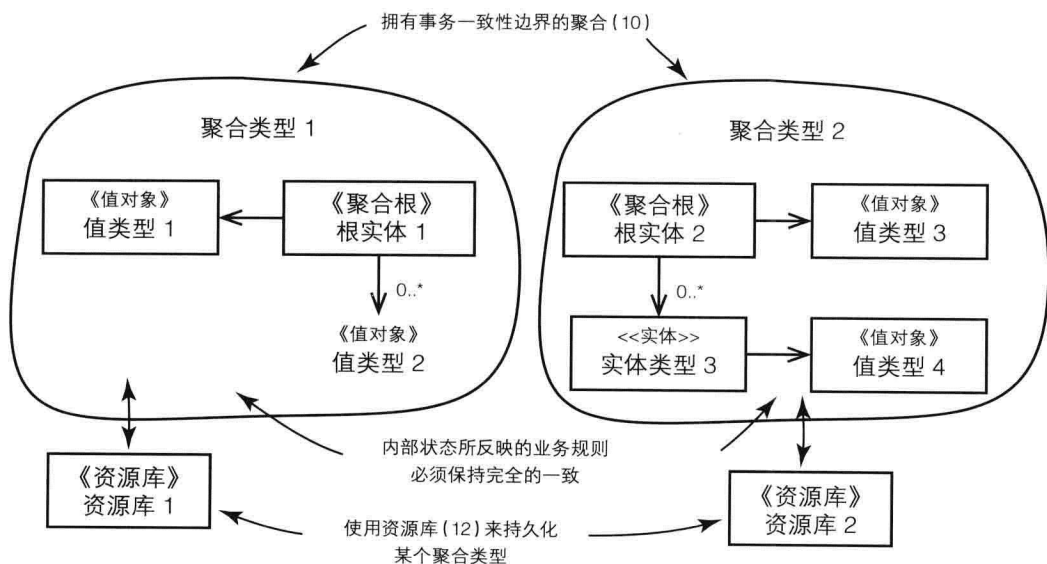 拥有事务一致性边界的聚合(10)
聚合类型 1
《值对象》
值类型 1
《聚合根》
根实体 1
0..*
《值对象》
值类型 2
聚合类型 2
《聚合根》
根实体 2
《值对象》
值类型 3
0..*
<<实体>>
实体类型 3
《值对象》
值类型 4
内部状态所反映的业务规则
必须保持完全的一致
《资源库》
资源库 1
《资源库》
资源库 2
使用资源库(12)来持久化
某个聚合类型